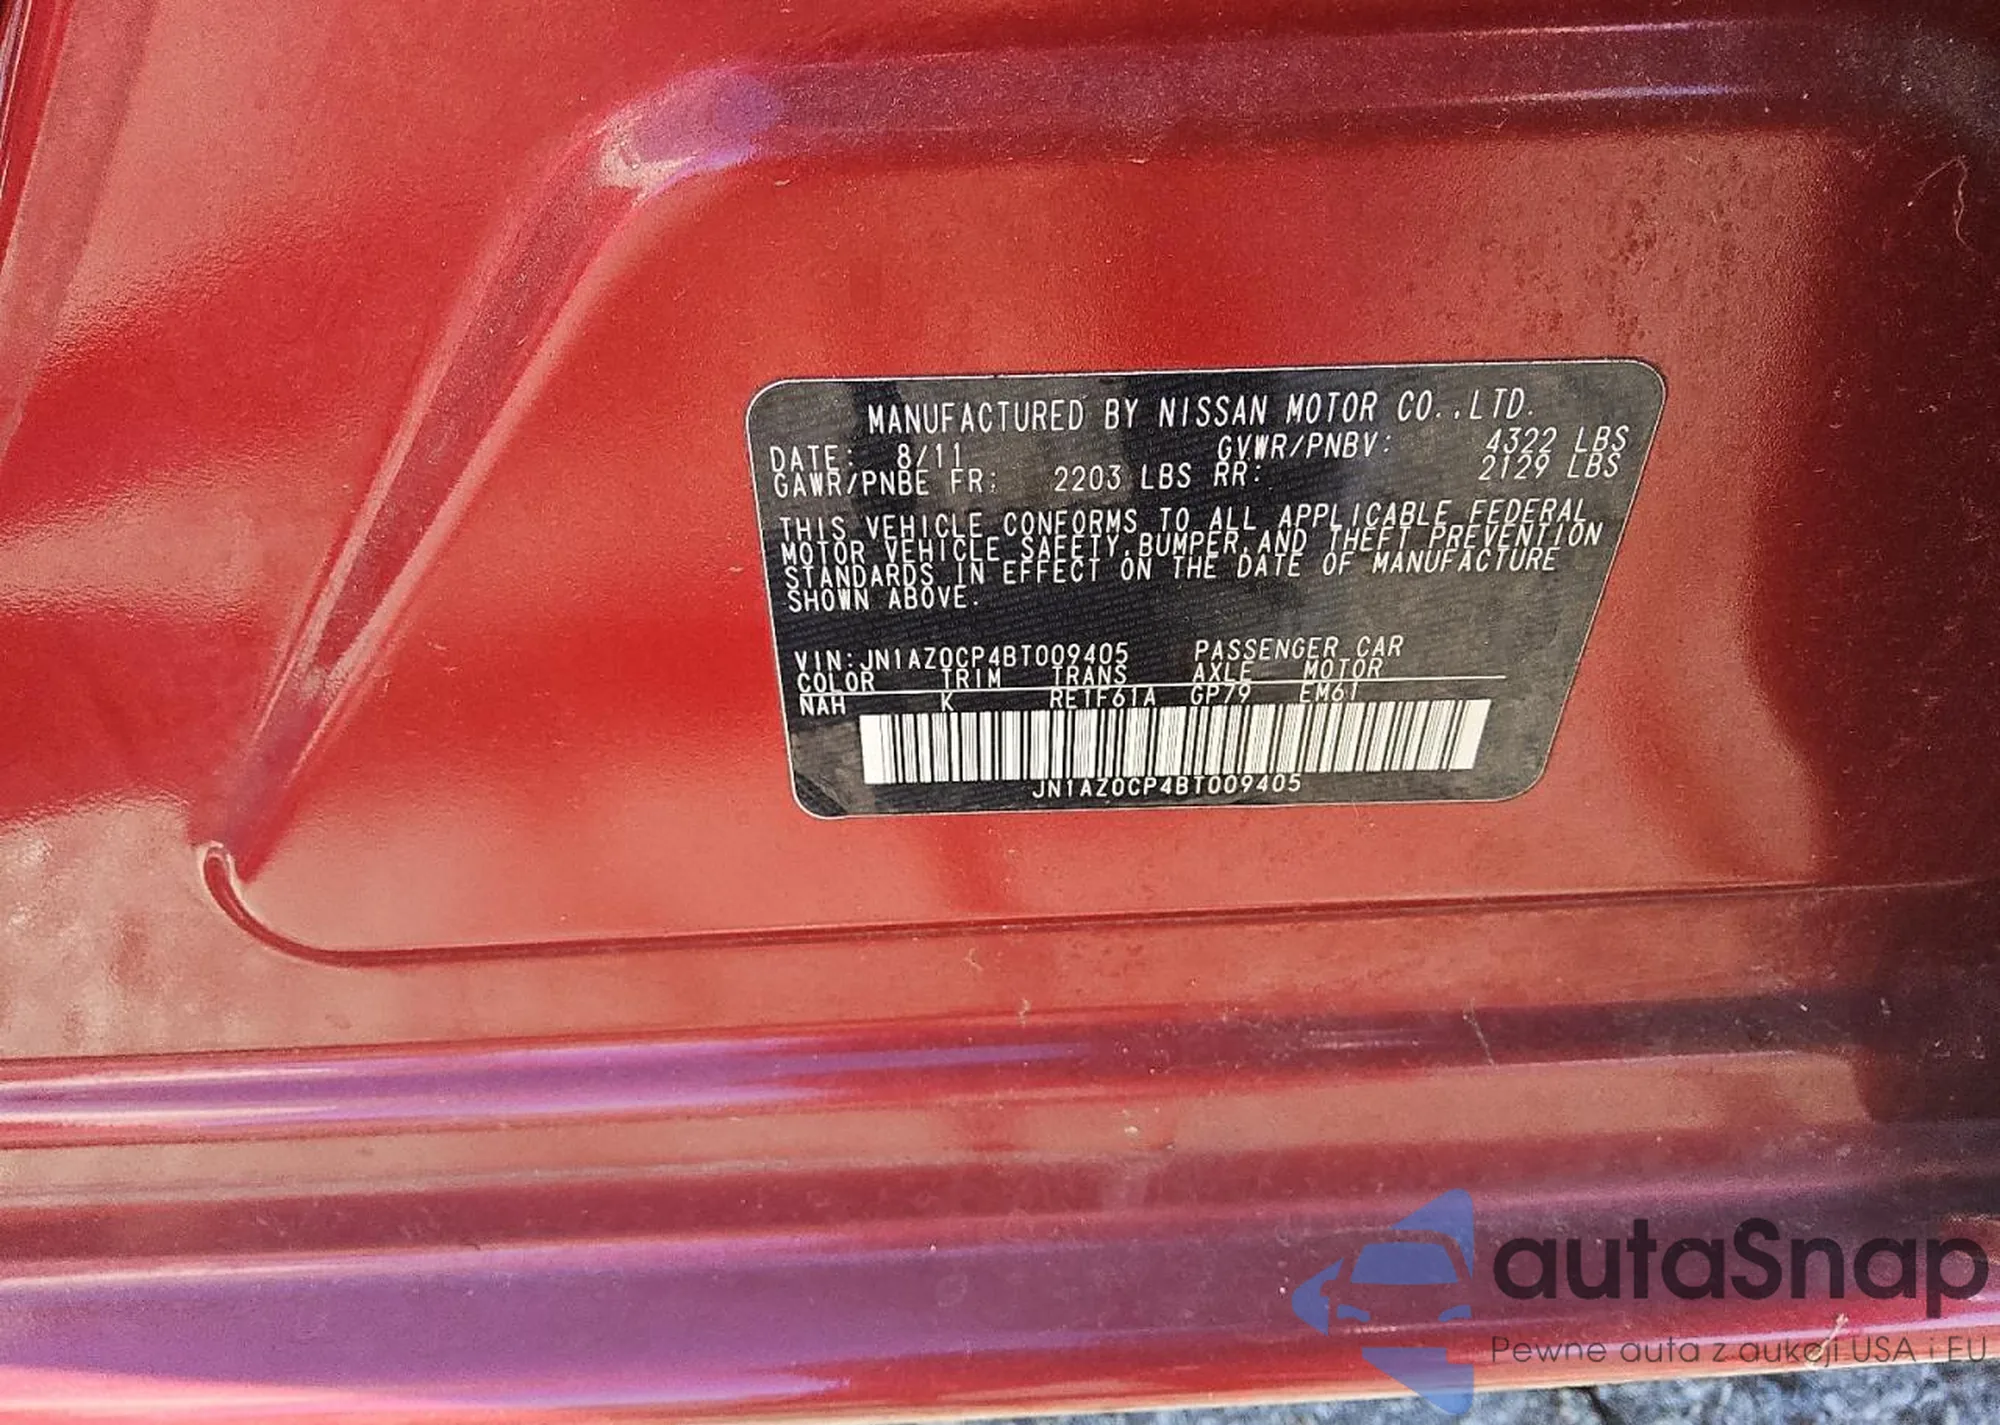 MANUFACTURED BY NISSAN MOTOR CO.,LTD.
DATE: 8/11 GVWR/PNBV: 4322 LBS
GAWR/PNBE FR: 2203 LBS RR: 2129 LBS
THIS VEHICLE CONFORMS TO ALL APPLICABLE FEDERAL
MOTOR VEHICLE SAFETY,BUMPER,AND THEFT PREVENTION
STANDARDS IN EFFECT ON THE DATE OF MANUFACTURE
SHOWN ABOVE.
VIN:JN1AZ0CP4BT009405 PASSENGER CAR
COLOR TRIM TRANS AXLE MOTOR
NAH K RE1F61A GP79 EM61
JN1AZ0CP4BT009405
autaSnap
Pewne auta z aukcji USA i EU